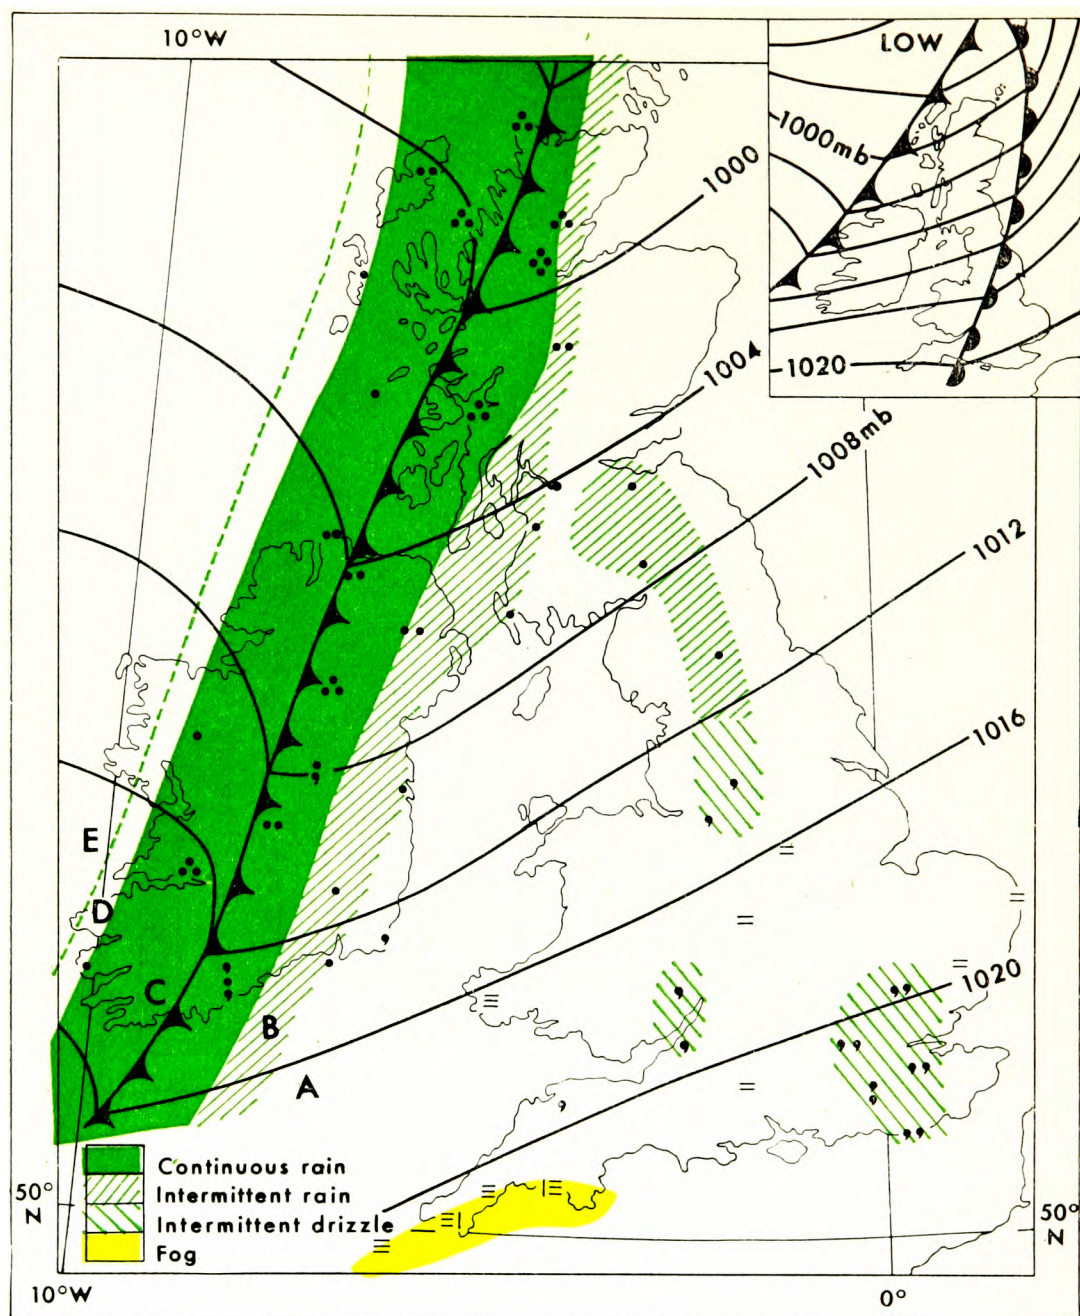 10°W
LOW
1000mb
1020
1000
1004
1008mb
1012
1016
1020
E
D
C
B
A
Continuous rain
Intermittent rain
Intermittent drizzle
Fog
50°
N
50°
N
10°W
0°